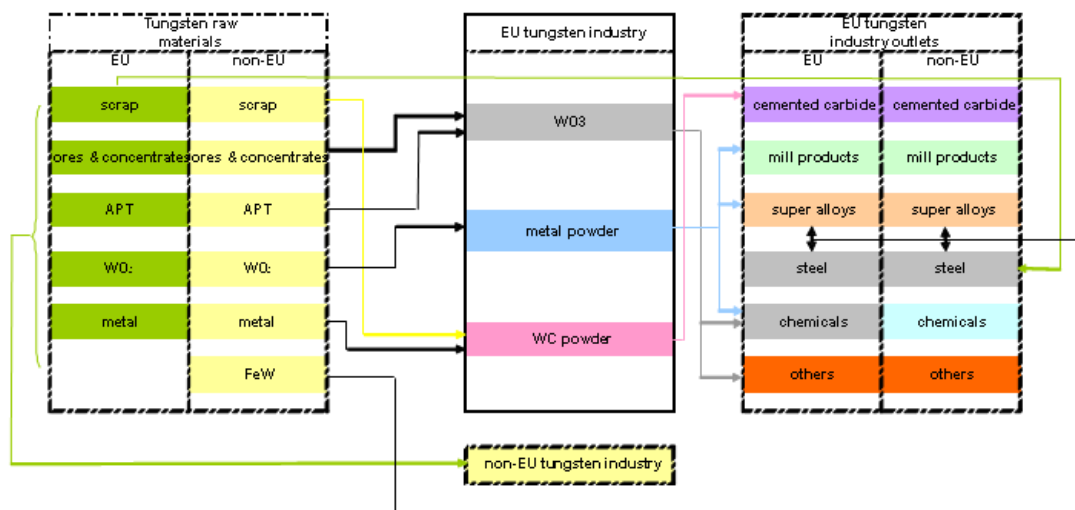 Tungsten raw
materials
EU
non-EU
scrap
scrap
ores & concentrates
ores & concentrates
APT
APT
WO:
WO:
metal
metal
FeW
EU tungsten industry
WO3
metal powder
WC powder
non-EU tungsten industry
EU tungsten
industry outlets
EU
non-EU
cemented carbide
cemented carbide
mill products
mill products
super alloys
super alloys
steel
steel
chemicals
chemicals
others
others